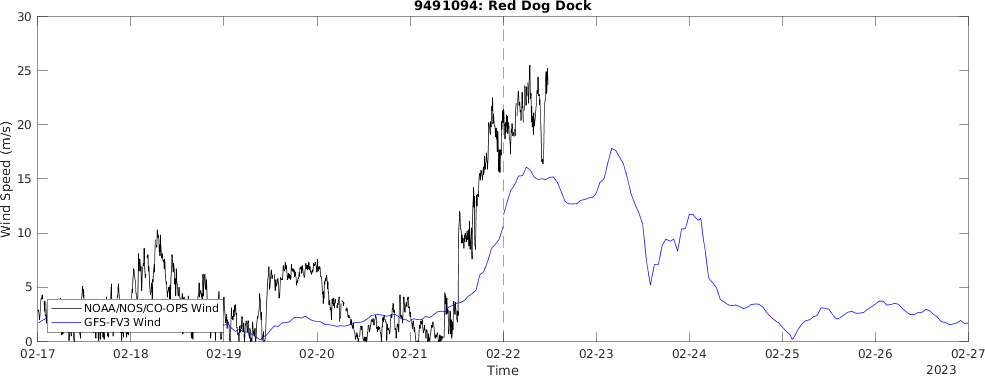 9491094: Red Dog Dock
Wind Speed (m/s)
30
25
20
15
10
5
0
NOAA/NOS/CO-OPS Wind
GFS-FV3 Wind
02-17 02-18 02-19 02-20 02-21 02-22 02-23 02-24 02-25 02-26 02-27
Time
2023